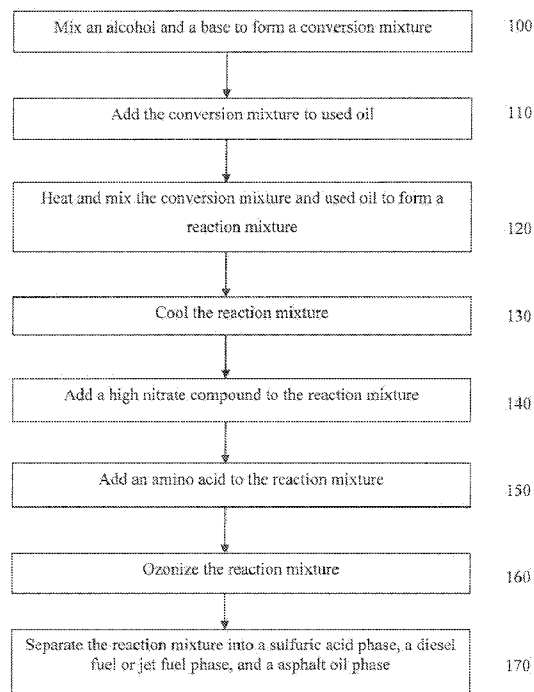 Mix an alcohol and a base to form a conversion mixture 100
Add the conversion mixture to used oil 110
Heat and mix the conversion mixture and used oil to form a
reaction mixture 120
Cool the reaction mixture 130
Add a high nitrate compound to the reaction mixture 140
Add an amino acid to the reaction mixture 150
Ozonize the reaction mixture 160
Separate the reaction mixture into a sulfuric acid phase, a diesel
fuel or jet fuel phase, and a asphalt oil phase 170